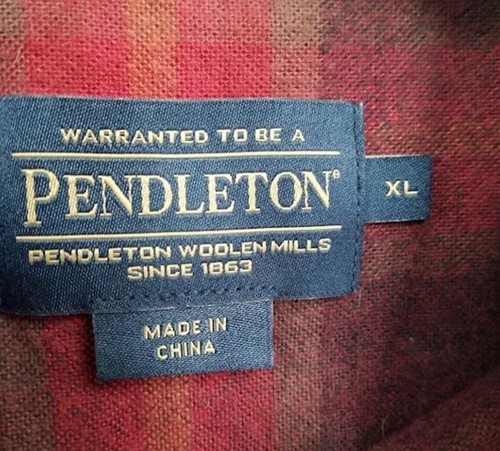 WARRANTED TO BE A
PENDLETON®
XL
PENDLETON WOOLEN MILLS
SINCE 1863
MADE IN
CHINA